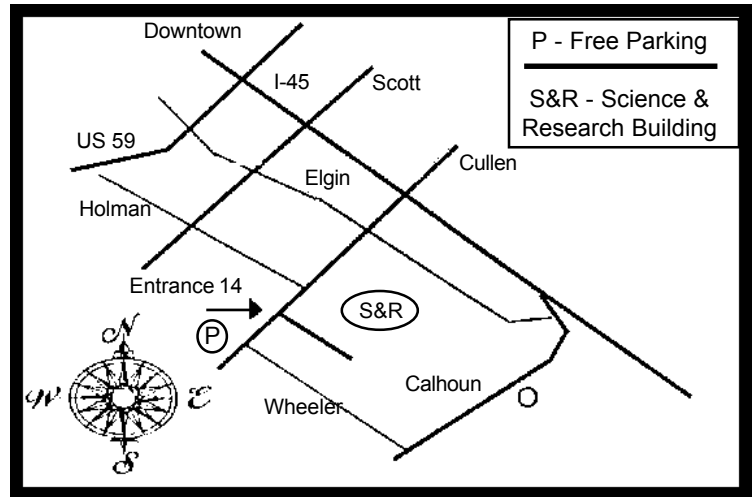 Downtown
P - Free Parking
I-45
Scott
S&R - Science &
Research Building
US 59
Cullen
Elgin
Holman
Entrance 14
S&R
P
N
W
E
Calhoun
O
Wheeler
S